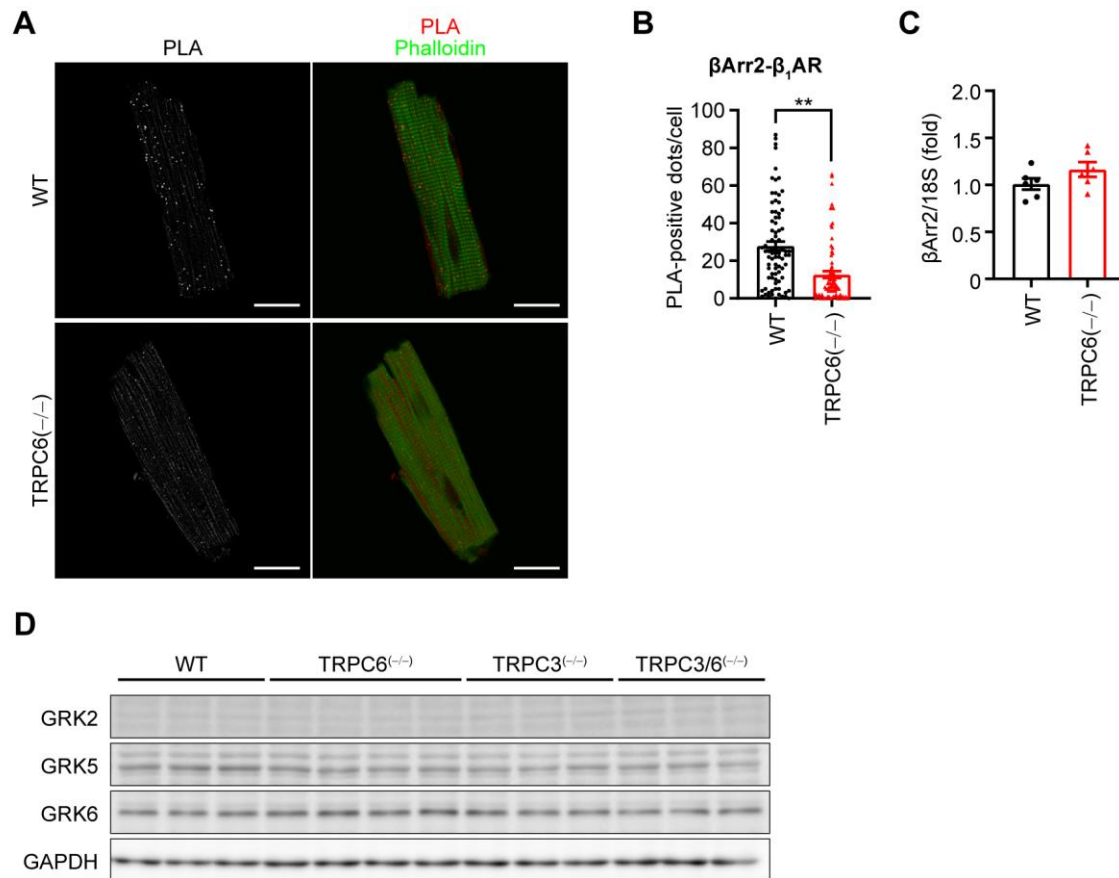 A
PLA
PLA
Phalloidin
WT
TRPC6(−/−)
B
βArr2-β₁AR
**
PLA-positive dots/cell
100
80
60
40
20
0
WT
TRPC6(−/−)
C
βArr2/18S (fold)
2.0
1.5
1.0
0.5
0
WT
TRPC6(−/−)
D
WT TRPC6(−/−) TRPC3(−/−) TRPC3/6(−/−)
GRK2
GRK5
GRK6
GAPDH